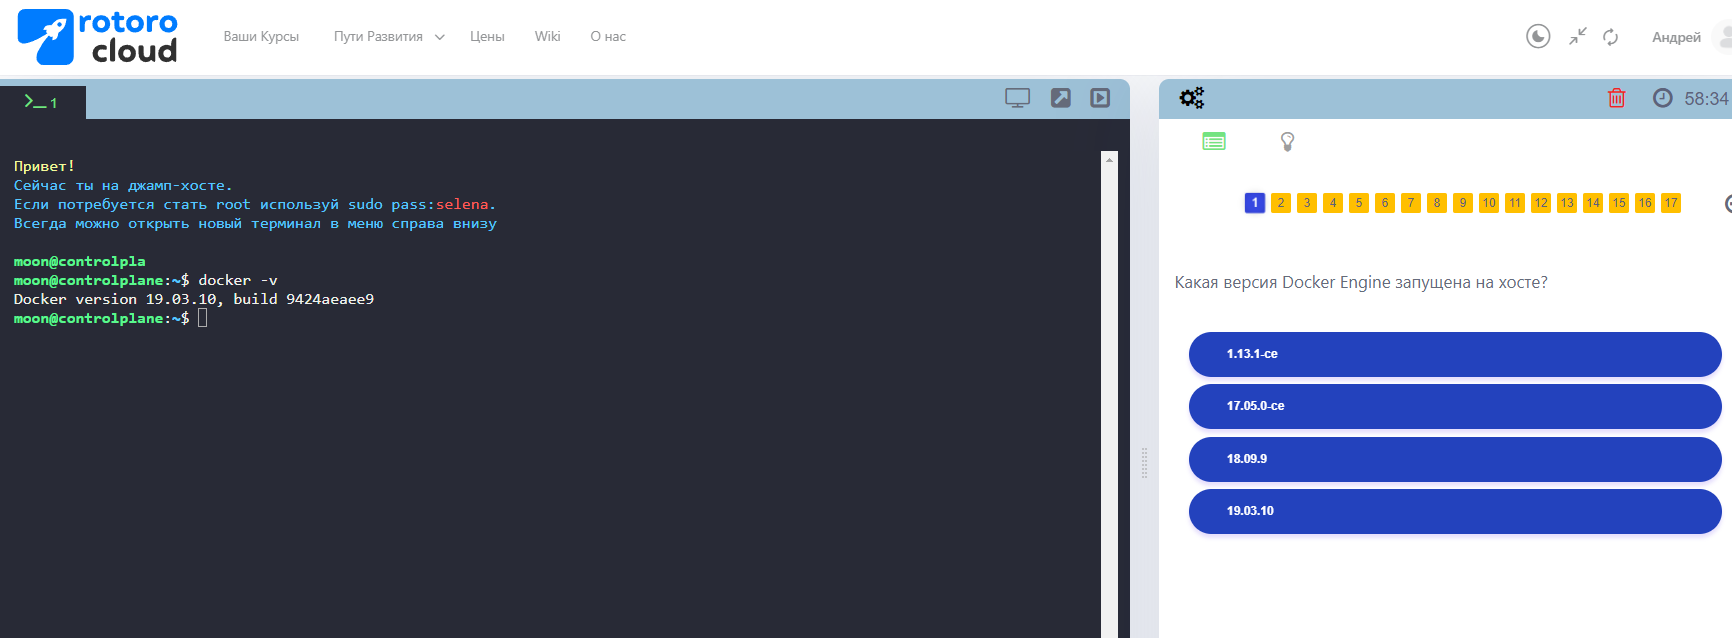 rotoro
cloud
Ваши Курсы Пути Развития Цены Wiki О нас
Андрей
1
58:34
Привет!
Сейчас ты на джамп-хосте.
Если потребуется стать root используй sudo pass:selena.
Всегда можно открыть новый терминал в меню справа внизу
moon@controlpla
moon@controlplane:~$ docker -v
Docker version 19.03.10, build 9424aeaee9
moon@controlplane:~$
1 2 3 4 5 6 7 8 9 10 11 12 13 14 15 16 17
Какая версия Docker Engine запущена на хосте?
1.13.1-ce
17.05.0-ce
18.09.9
19.03.10